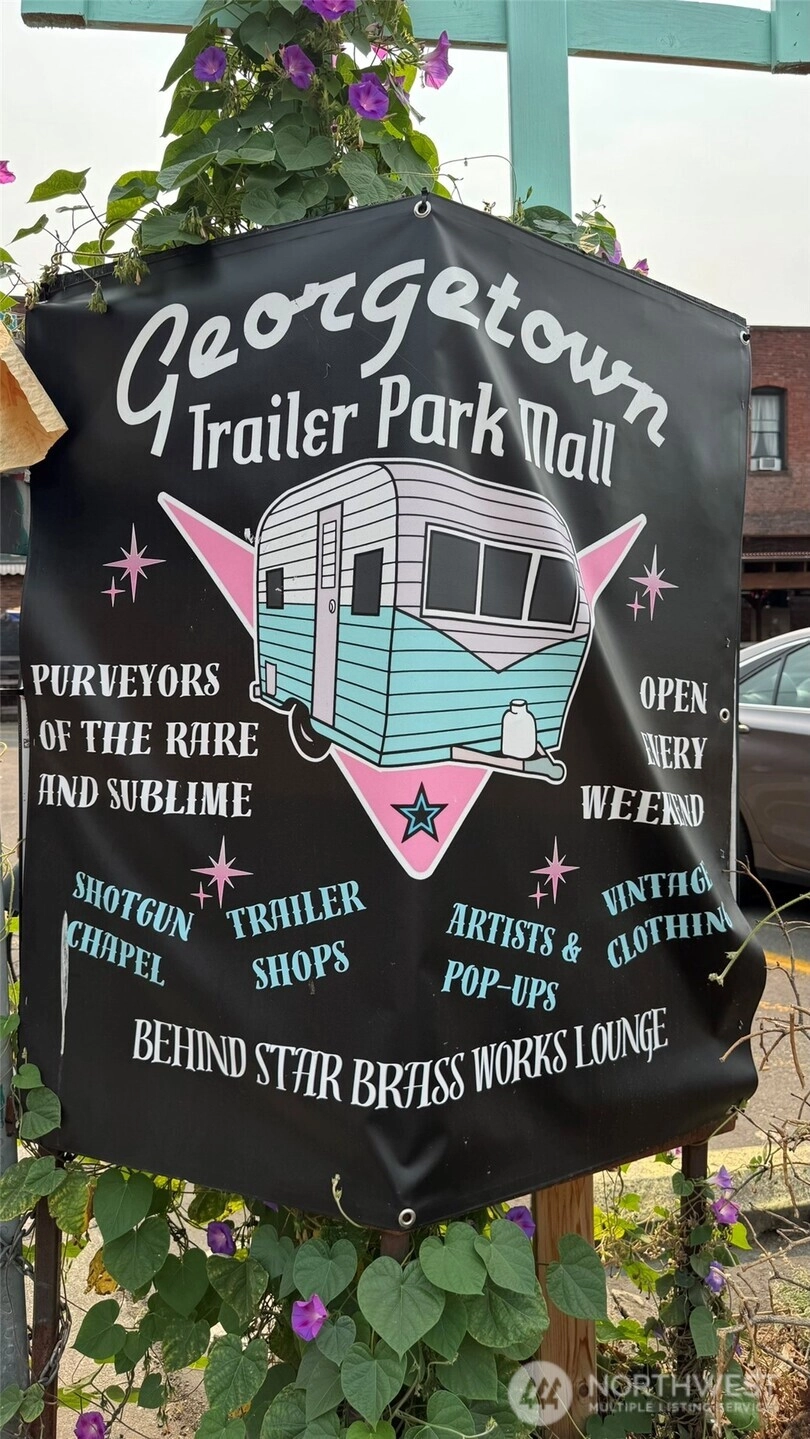 Georgetown
Trailer Park Mall
PURVEYORS
OF THE RARE
AND SUBLIME
OPEN
EVERY
WEEKEND
SHOTGUN
CHAPEL
TRAILER
SHOPS
ARTISTS &
POP-UPS
VINTAGE
CLOTHING
BEHIND STAR BRASS WORKS LOUNGE
NORTHWEST
MULTIPLE LISTING SERVICE